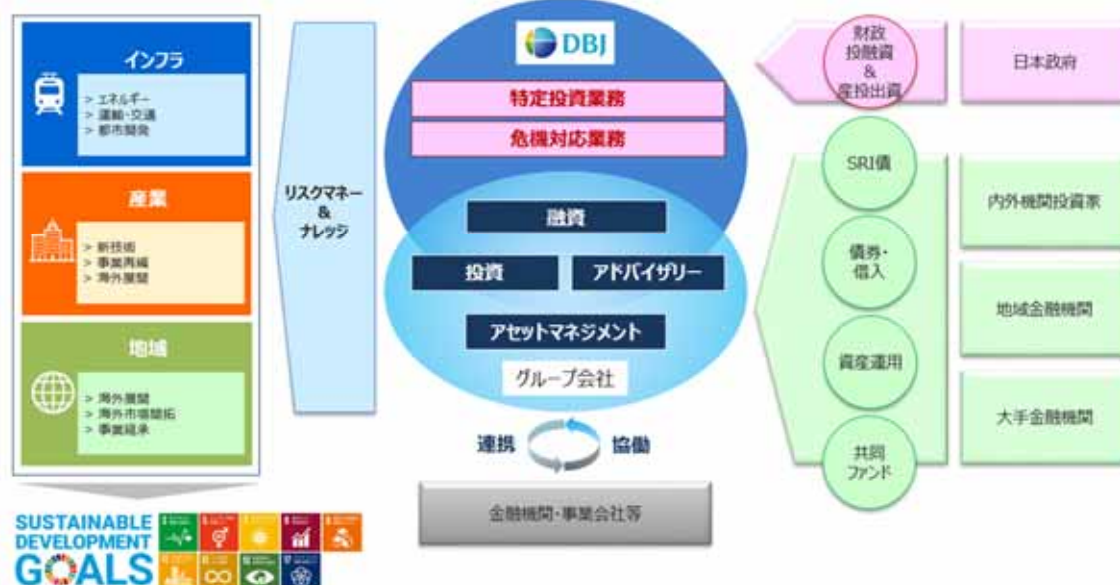 インフラ
> エネルギー
> 運輸・交通
> 都市開発
産業
> 新技術
> 事業再編
> 海外展開
地域
> 海外展開
> 海外市場開拓
> 事業継承
SUSTAINABLE
DEVELOPMENT
GOALS
リスクマネー
&
ナレッジ
DBJ
特定投資業務
危機対応業務
融資
投資
アドバイザリー
アセットマネジメント
グループ会社
連携
協働
金融機関・事業会社等
財政
投融資
&
産投出資
SRI債
債券・
借入
資産運用
共同
ファンド
日本政府
内外機関投資家
地域金融機関
大手金融機関